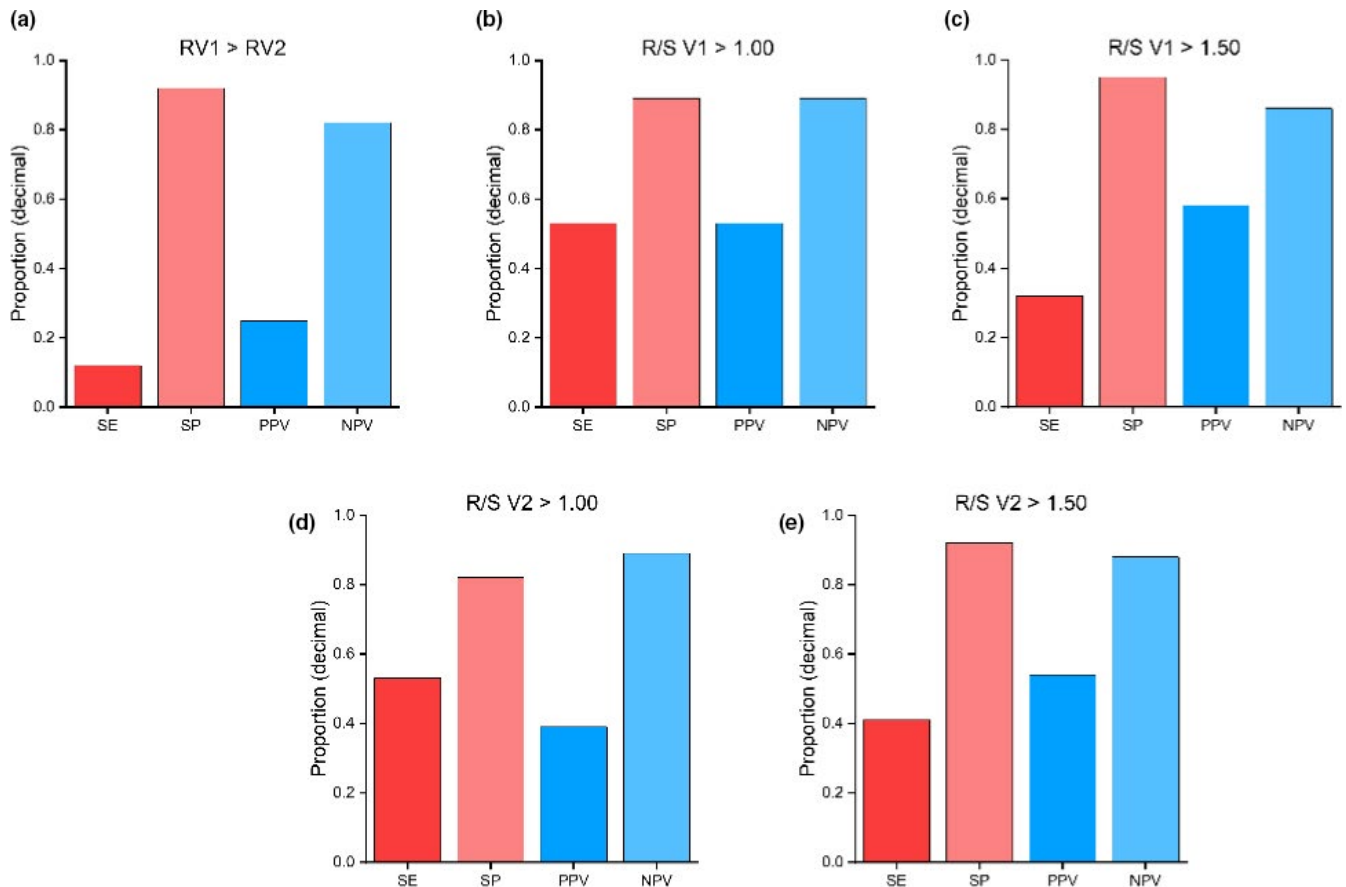 (a)
RV1 > RV2
Proportion (decimal)
1.0
0.8
0.6
0.4
0.2
0.0
SE SP PPV NPV
(b)
R/S V1 > 1.00
Proportion (decimal)
1.0
0.8
0.6
0.4
0.2
0.0
SE SP PPV NPV
(c)
R/S V1 > 1.50
Proportion (decimal)
1.0
0.8
0.6
0.4
0.2
0.0
SE SP PPV NPV
(d)
R/S V2 > 1.00
Proportion (decimal)
1.0
0.8
0.6
0.4
0.2
0.0
SE SP PPV NPV
(e)
R/S V2 > 1.50
Proportion (decimal)
1.0
0.8
0.6
0.4
0.2
0.0
SE SP PPV NPV